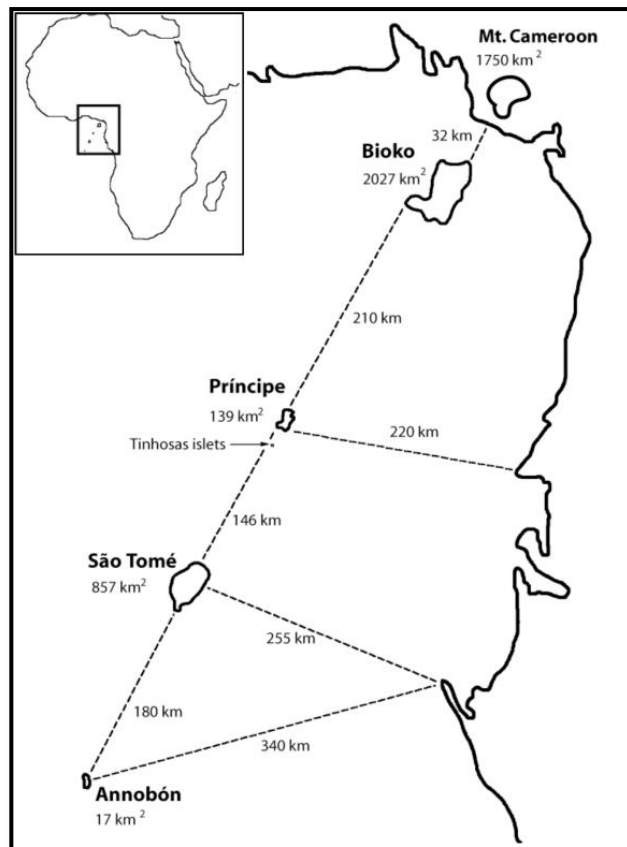 Mt. Cameroon
1750 km²
32 km
Bioko
2027 km²
210 km
Príncipe
139 km²
220 km
Tinhosas islets
146 km
São Tomé
857 km²
255 km
180 km
340 km
Annobón
17 km²